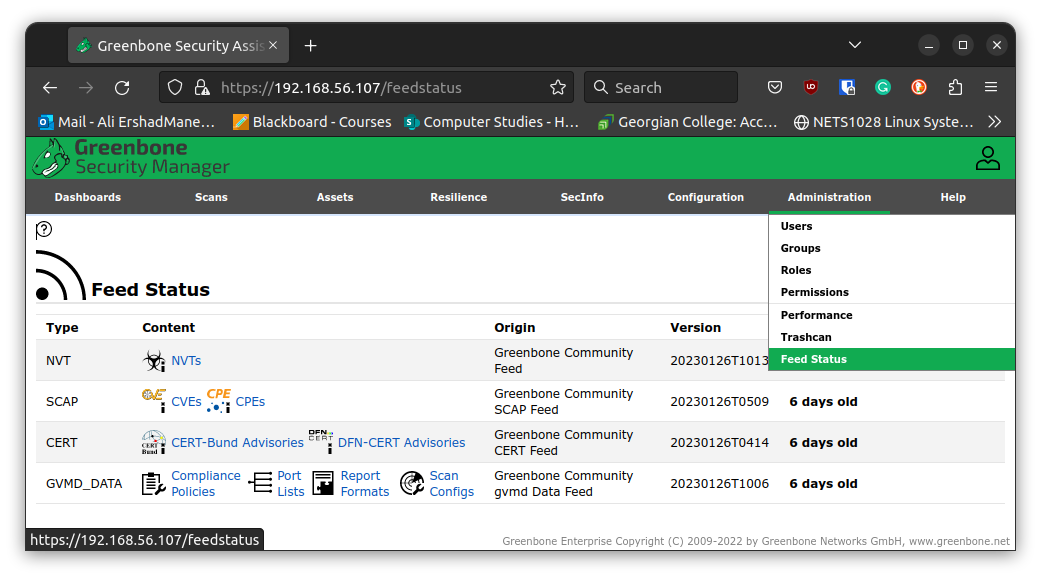 Greenbone Security Assis
https://192.168.56.107/feedstatus
Search
Mail - Ali ErshadMane…
Blackboard - Courses
Computer Studies - H…
Georgian College: Acc…
NETS1028 Linux Syste…
Greenbone
Security Manager
Dashboards
Scans
Assets
Resilience
SecInfo
Configuration
Administration
Help
Users
Groups
Roles
Permissions
Performance
Trashcan
Feed Status
Feed Status
Type Content Origin Version
NVT NVTs Greenbone Community
Feed 20230126T1013
SCAP CVE CVEs CPE CPEs Greenbone Community
SCAP Feed 20230126T0509 6 days old
CERT CERT Bund CERT-Bund Advisories DFN CERT DFN-CERT Advisories Greenbone Community
CERT Feed 20230126T0414 6 days old
GVMD_DATA Compliance
Policies Port
Lists Report
Formats Scan
Configs Greenbone Community
gvmd Data Feed 20230126T1006 6 days old
https://192.168.56.107/feedstatus
Greenbone Enterprise Copyright (C) 2009-2022 by Greenbone Networks GmbH, www.greenbone.net